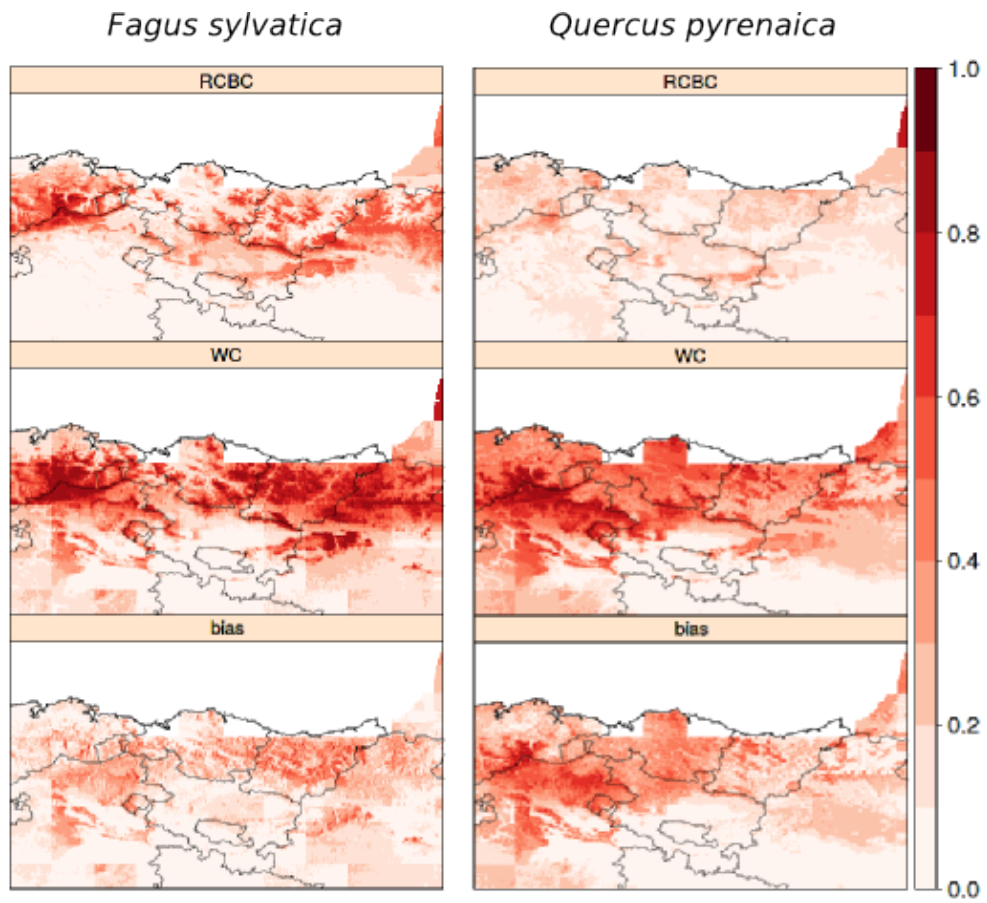 Fagus sylvatica
Quercus pyrenaica
RCBC
RCBC
1.0
0.8
WC
WC
0.6
0.4
bias
bias
0.2
0.0